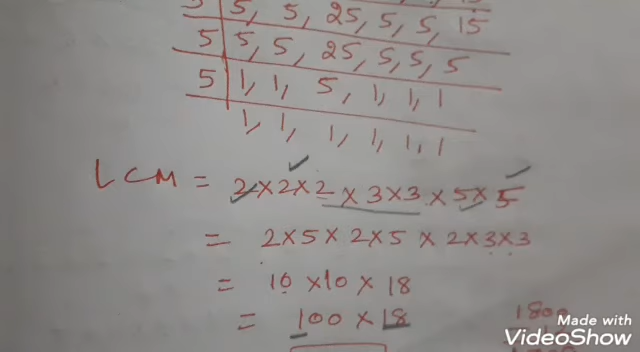 5, 5, 25, 5, 5, 15
5 5, 5, 25, 5, 5, 5
5 1, 1, 5, 1, 1, 1
1, 1, 1, 1, 1, 1
LCM = 2×2×2×3×3×5×5
= 2×5×2×5×2×3×3
= 10×10×18
= 100×18
1800
Made with
VideoShow